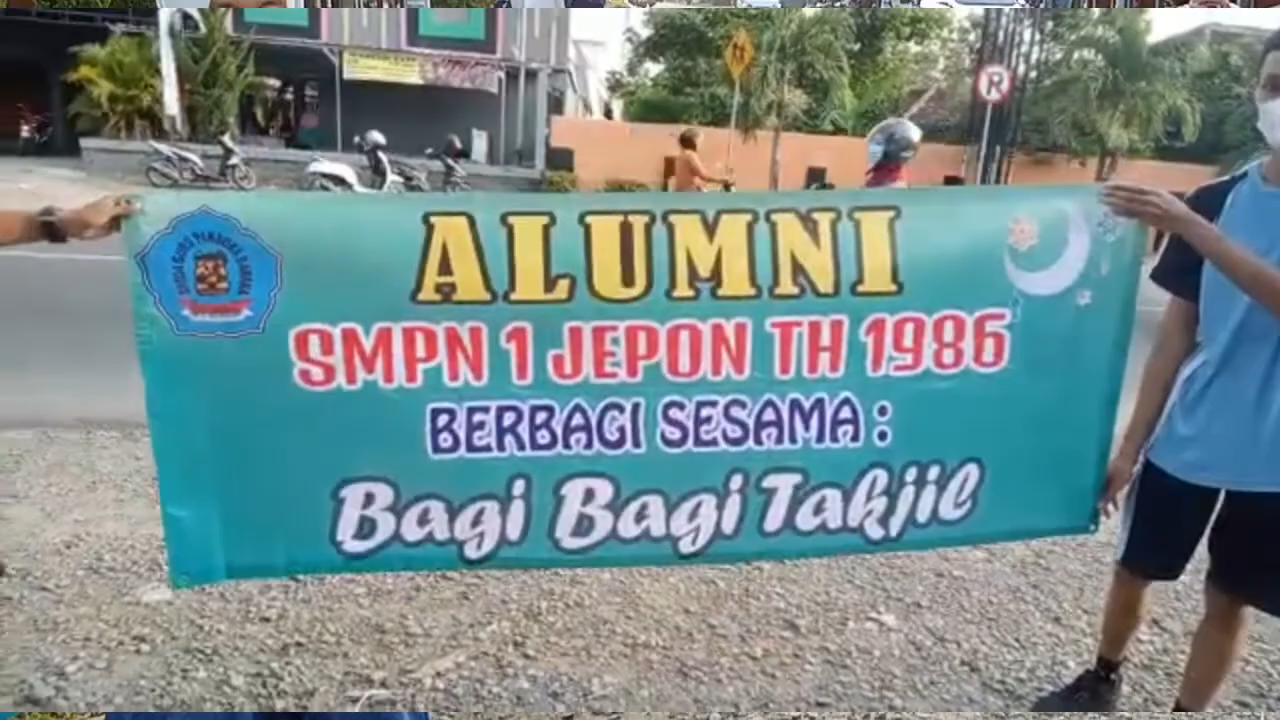 ALUMNI
SMPN 1 JEPON TH 1986
BERBAGI SESAMA :
Bagi Bagi Takjil
R